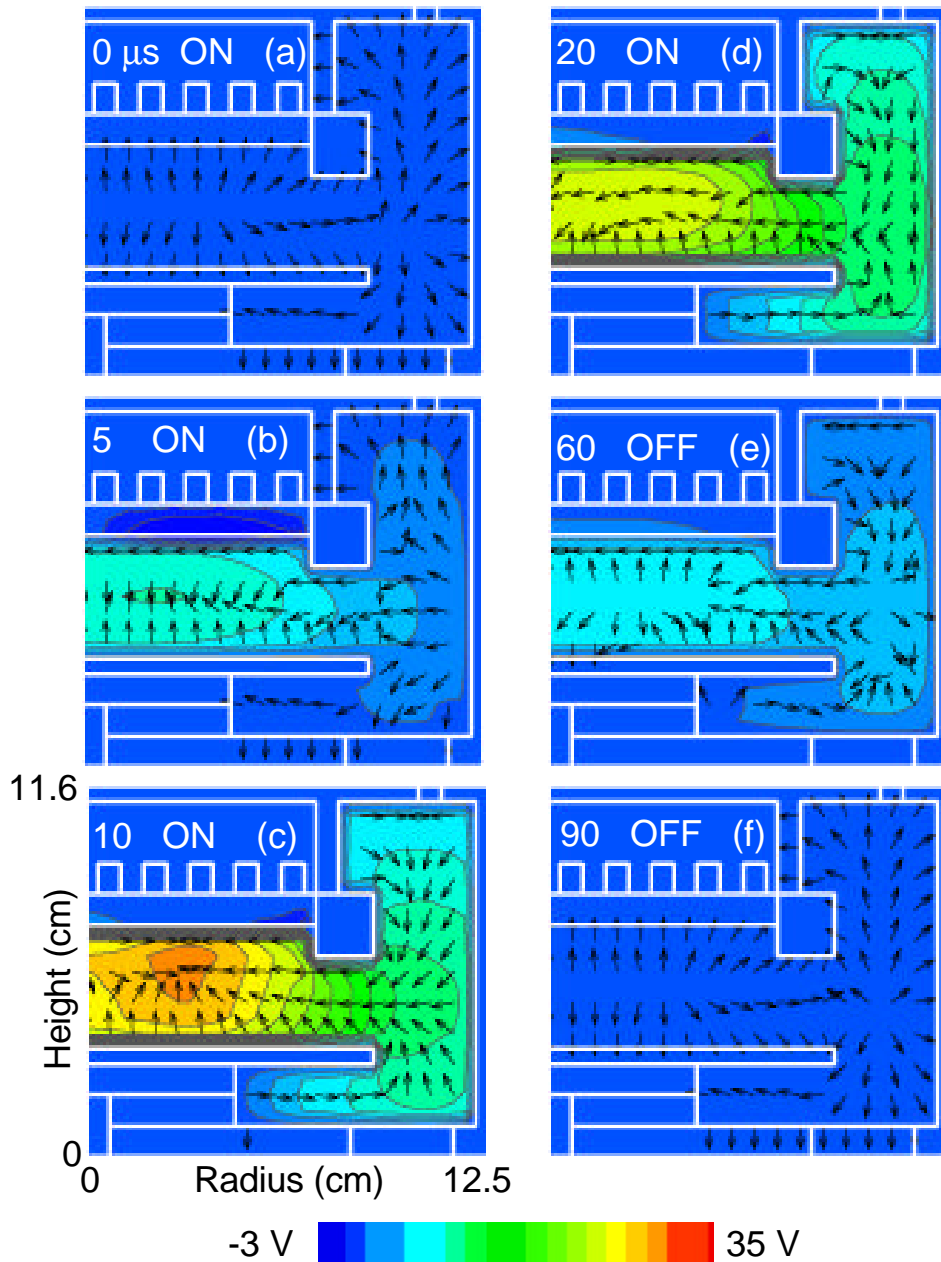 0 μs ON (a)
20 ON (d)
5 ON (b)
60 OFF (e)
11.6
10 ON (c)
90 OFF (f)
Height (cm)
0
0 Radius (cm) 12.5
-3 V 35 V